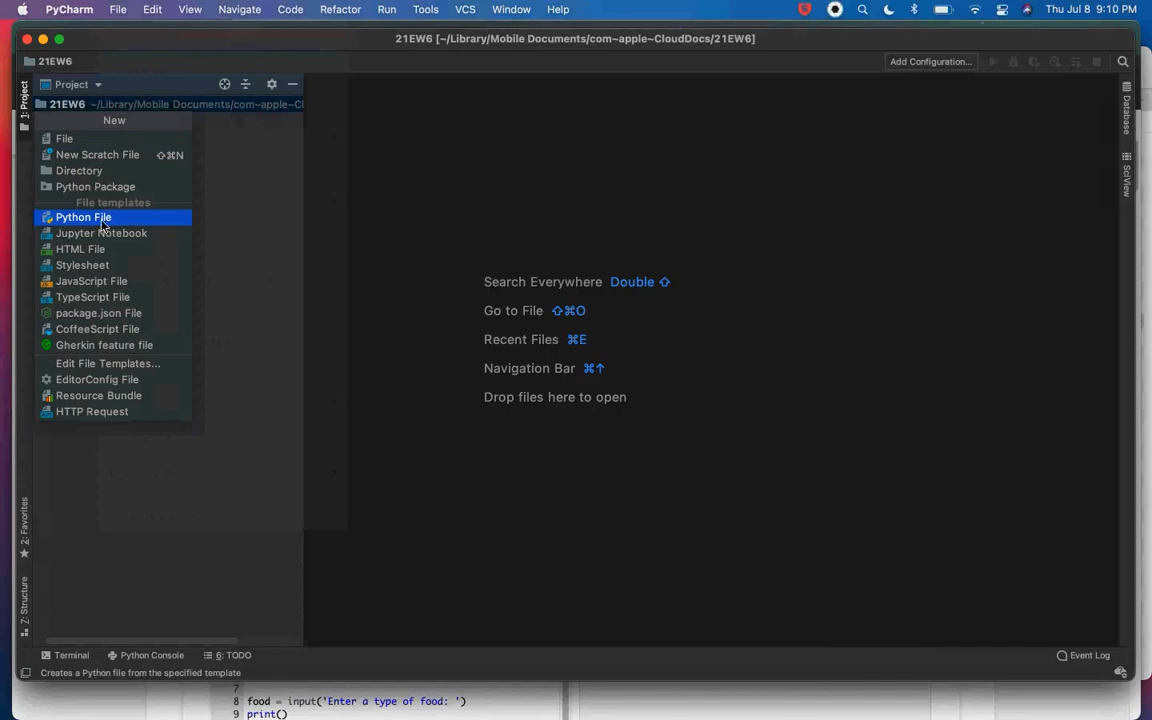 PyCharm File Edit View Navigate Code Refactor Run Tools VCS Window Help Thu Jul 8 9:10 PM
21EW6 [~/Library/Mobile Documents/com~apple~CloudDocs/21EW6]
21EW6 Add Configuration...
1: Project
Project
21EW6 ~/Library/Mobile Documents/com~apple~Cl
New
File
New Scratch File ⇧⌘N
Directory
Python Package
File templates
Python File
Jupyter Notebook
HTML File
Stylesheet
JavaScript File
TypeScript File
package.json File
CoffeeScript File
Gherkin feature file
Edit File Templates...
EditorConfig File
Resource Bundle
HTTP Request
Search Everywhere Double ⇧
Go to File ⇧⌘O
Recent Files ⌘E
Navigation Bar ⌘↑
Drop files here to open
Database
SciView
2: Favorites
Z: Structure
Terminal Python Console 6: TODO Event Log
Creates a Python file from the specified template
7
8 food = input('Enter a type of food: ')
9 print()